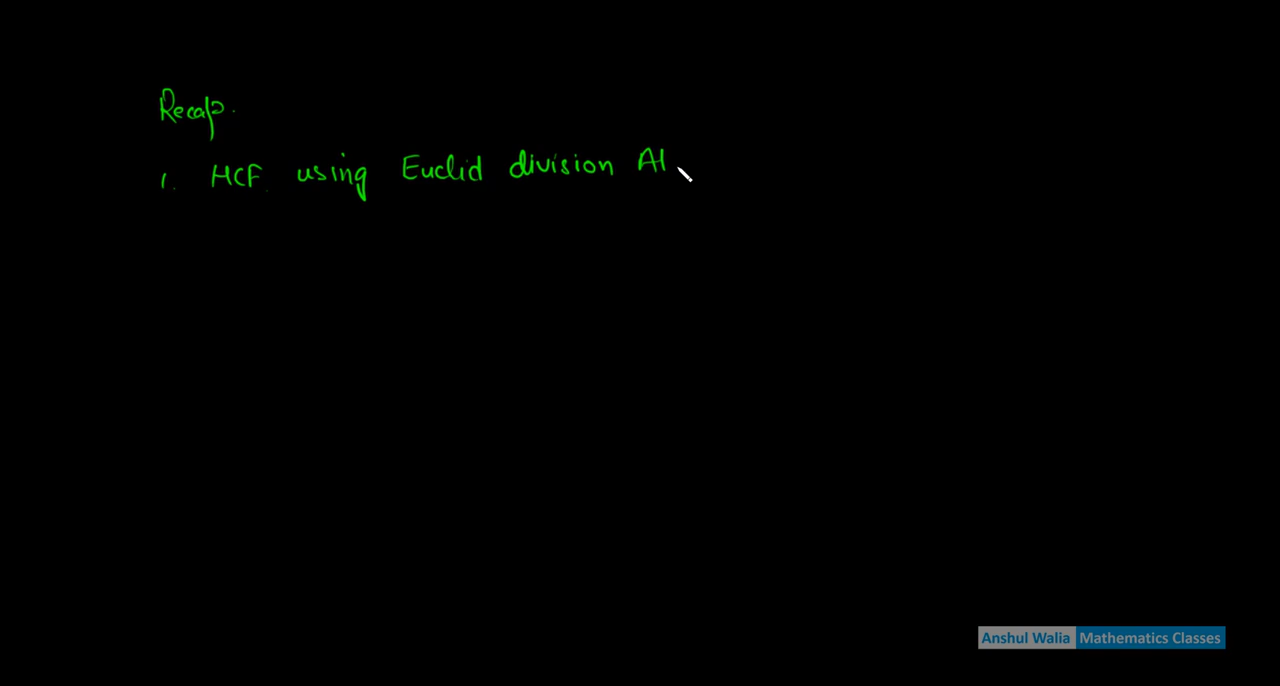 Recap.
1. HCF using Euclid division Al
Anshul Walia Mathematics Classes